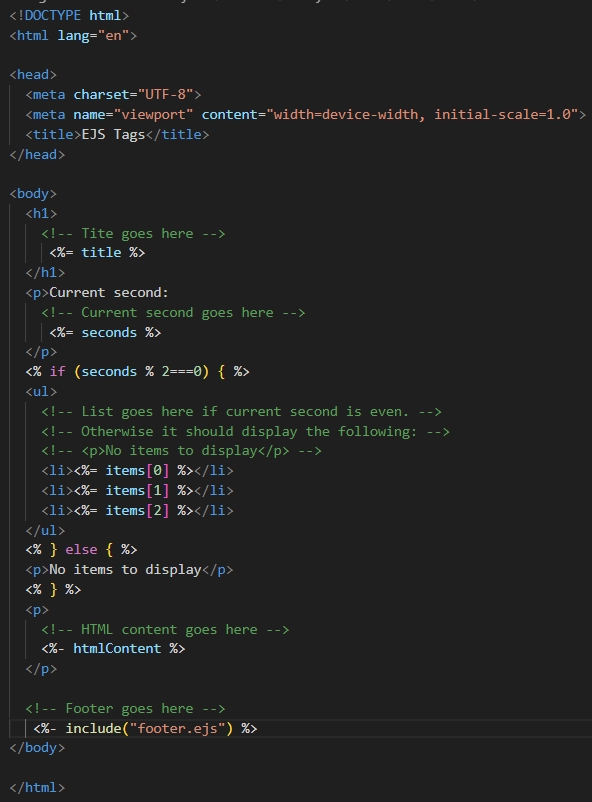 <!DOCTYPE html>
<html lang="en">
<head>
<meta charset="UTF-8">
<meta name="viewport" content="width=device-width, initial-scale=1.0">
<title>EJS Tags</title>
</head>
<body>
<h1>
<!-- Tite goes here -->
<%= title %>
</h1>
<p>Current second:
<!-- Current second goes here -->
<%= seconds %>
</p>
<% if (seconds % 2===0) { %>
<ul>
<!-- List goes here if current second is even. -->
<!-- Otherwise it should display the following: -->
<!-- <p>No items to display</p> -->
<li><%= items[0] %></li>
<li><%= items[1] %></li>
<li><%= items[2] %></li>
</ul>
<% } else { %>
<p>No items to display</p>
<% } %>
<p>
<!-- HTML content goes here -->
<%- htmlContent %>
</p>
<!-- Footer goes here -->
<%- include("footer.ejs") %>
</body>
</html>